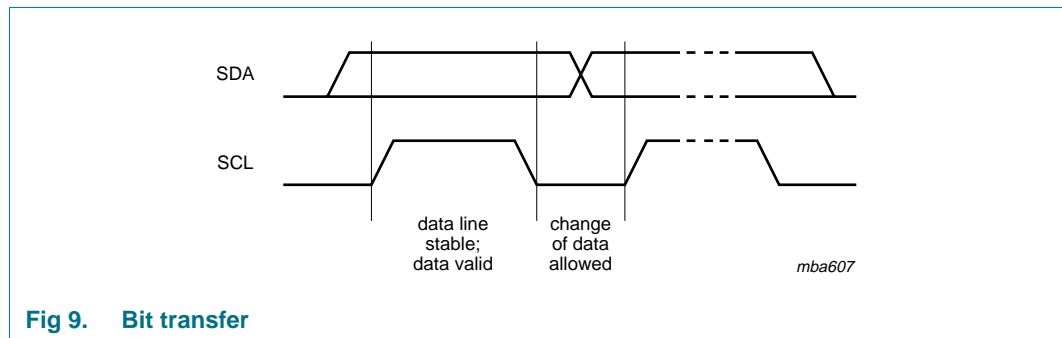 SDA
SCL
data line
stable;
data valid
change
of data
allowed
mba607
Fig 9. Bit transfer